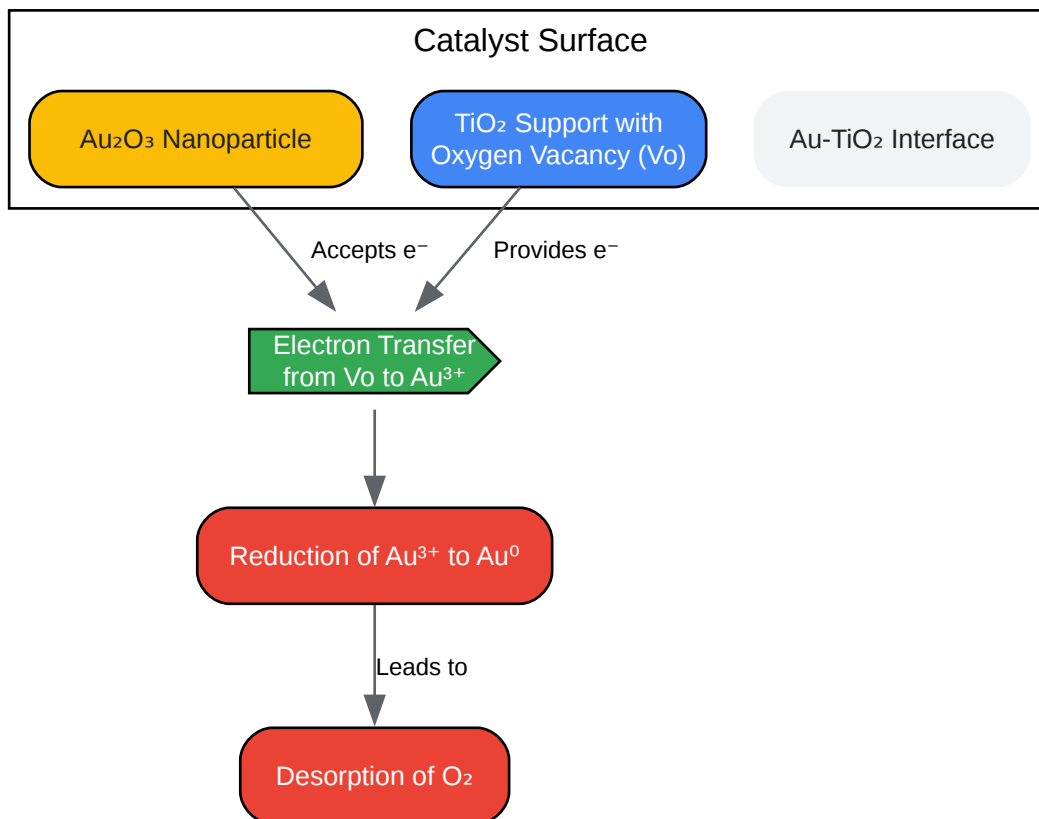 Catalyst Surface
Au₂O₃ Nanoparticle
TiO₂ Support with
Oxygen Vacancy (Vo)
Au-TiO₂ Interface
Accepts e⁻
Provides e⁻
Electron Transfer
from Vo to Au³⁺
Reduction of Au³⁺ to Au⁰
Leads to
Desorption of O₂